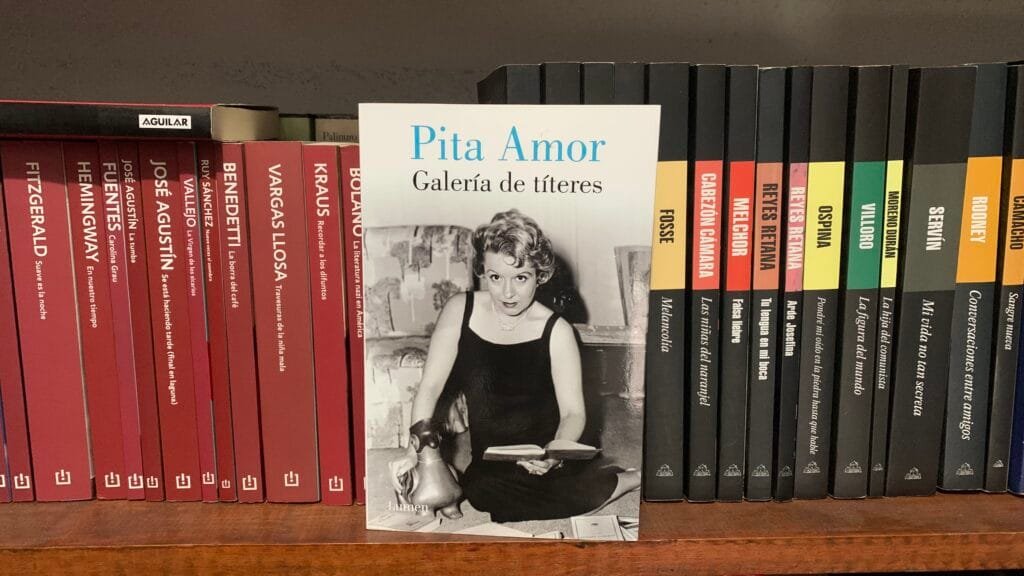 AGUILAR
Palinuro
FITZGERALD Suave es la noche
HEMINGWAY En nuestro tiempo
FUENTES Carolina Grau
JOSÉ AGUSTÍN La tumba
JOSÉ AGUSTÍN Se está haciendo tarde (final en laguna)
VALLEJO La Virgen de los sicarios
RUY SÁNCHEZ
BENEDETTI La borra del café
VARGAS LLOSA Travesuras de la niña mala
KRAUS Recordar a los difuntos
BOLAÑO La literatura nazi en América
Pita Amor
Galería de títeres
Lumen
FOSSE Melancolía
CABEZÓN CÁMARA Las niñas del naranjel
MELCHOR Falsa liebre
REYES RETANA Tu lengua en mi boca
REYES RETANA Arde Josefina
OSPINA Pondré mi oído en la piedra hasta que hable
VILLORO La figura del mundo
MORENO DURÁN La hija del comunista
SERVÍN Mi vida no tan secreta
ROONEY Conversaciones entre amigos
CAMACHO Sangre nueva